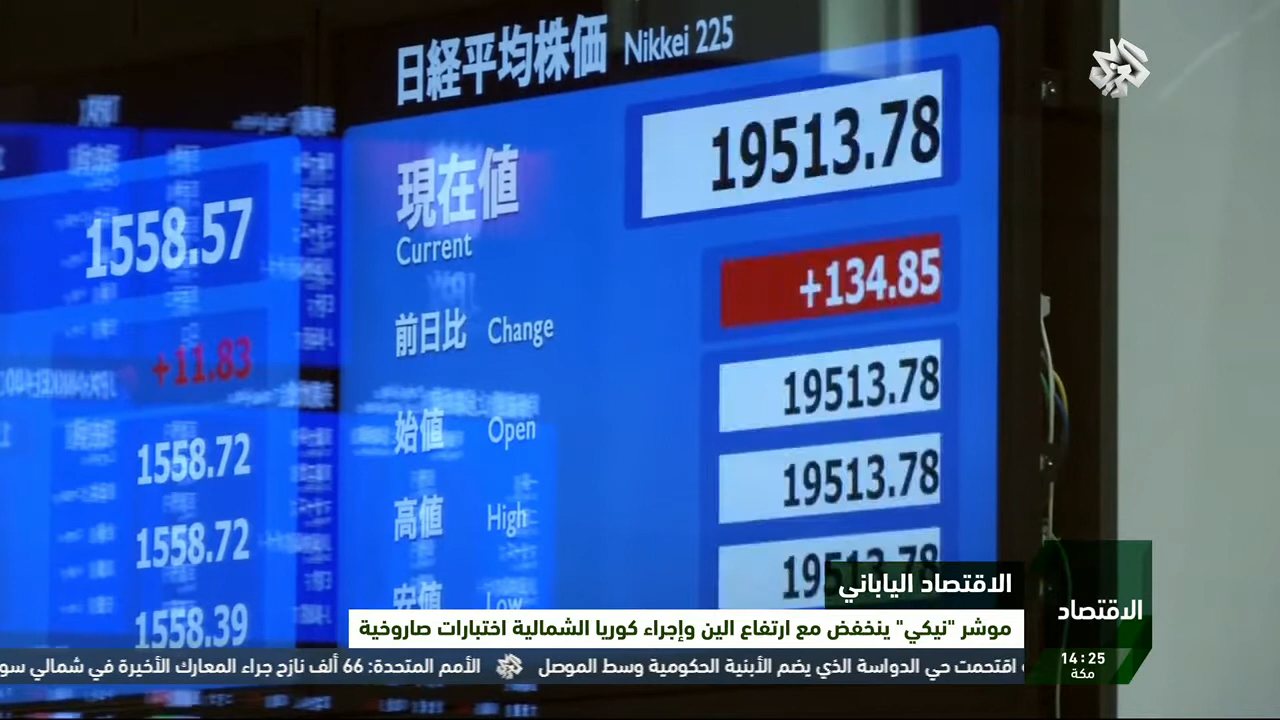 日経平均株価 Nikkei 225
現在値 19513.78
Current
前日比 Change +134.85
始値 Open 19513.78
高値 High 19513.78
安値 Low
1558.57
+11.83
1558.72
1558.72
1558.39
الاقتصاد الياباني
موشر "نيكي" ينخفض مع ارتفاع الين وإجراء كوريا الشمالية اختبارات صاروخية
الاقتصاد
14:25
مكة
اقتحمت حي الدواسة الذي يضم الأبنية الحكومية وسط الموصل
الأمم المتحدة: 66 ألف نازح جراء المعارك الأخيرة في شمالي